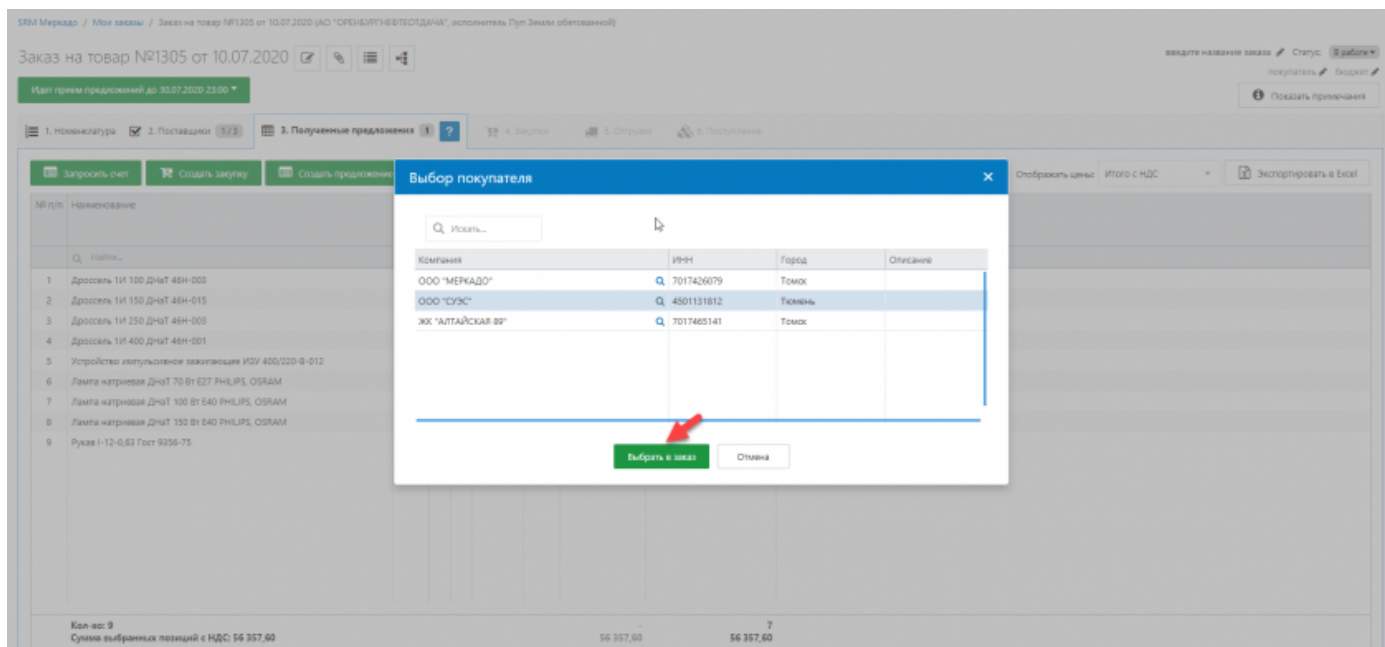 SRM Меркадо / Мои заказы / Заказ на товар №1305 от 10.07.2020 (АО "ОРЕНБУРГНЕФТЕОТДАЧА", исполнитель Пуп Земли обетованной)
Заказ на товар №1305 от 10.07.2020
введите название заказа Статус: В работе
покупатель бюджет
Идет прием предложений до 30.07.2020 23:00
Показать примечания
1. Номенклатура 2. Поставщики 1/3 3. Полученные предложения 1 ? 4. Закупки 5. Отгрузки 6. Поступления
Запросить счет Создать закупку Создать предложение
Выбор покупателя
Отображать цены: Итого с НДС Экспортировать в Excel
№ п/п Наименование
Искать...
Найти...
Компания ИНН Город Описание
ООО "МЕРКАДО" 7017426079 Томск
ООО "СУЭС" 4501131812 Тюмень
ЖК "АЛТАЙСКАЯ 89" 7017465141 Томск
1 Дроссель 1И 100 ДНаТ 46Н-005
2 Дроссель 1И 150 ДНаТ 46Н-015
3 Дроссель 1И 250 ДНаТ 46Н-005
4 Дроссель 1И 400 ДНаТ 46Н-001
5 Устройство импульсивное зажигающее ИЗУ 400/220-В-012
6 Лампа натриевая ДНаТ 70 Вт E27 PHILIPS, OSRAM
7 Лампа натриевая ДНаТ 100 Вт E40 PHILIPS, OSRAM
8 Лампа натриевая ДНаТ 150 Вт E40 PHILIPS, OSRAM
9 Рукав I-12-0,63 Гост 9356-75
Выбрать в заказ Отмена
Кол-во: 9 - 7
Сумма выбранных позиций с НДС: 56 357,60 56 357,60 56 357,60